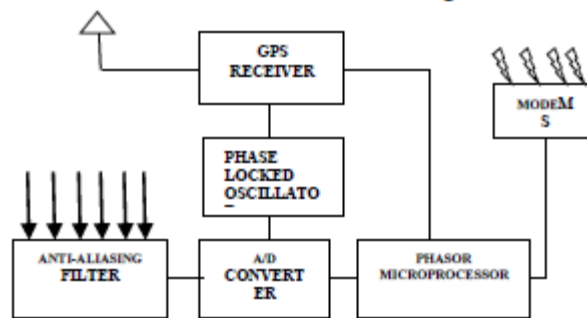 GPS
RECEIVER
MODEM
S
PHASE
LOCKED
OSCILLATO
ANTI-ALIASING
FILTER
A/D
CONVERT
ER
PHASOR
MICROPROCESSOR